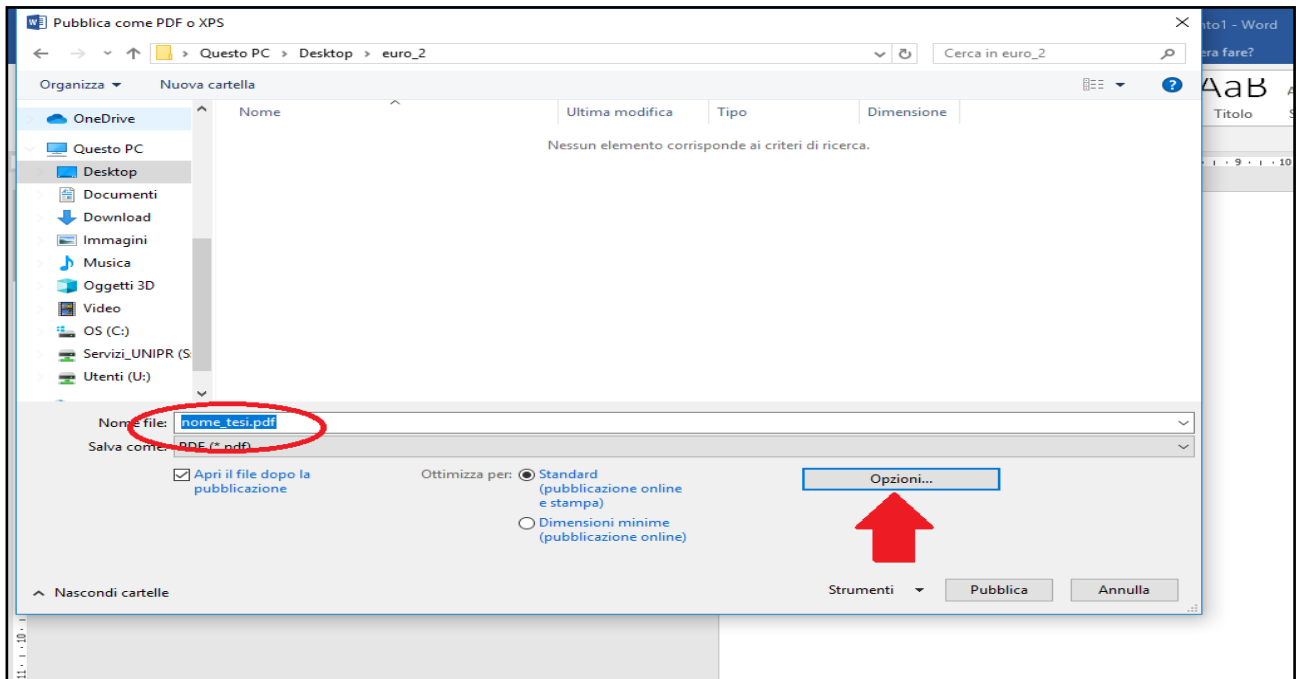 Pubblica come PDF o XPS
nto1 - Word
Questo PC > Desktop > euro_2
Cerca in euro_2
era fare?
Organizza
Nuova cartella
AaB
Titolo
Nome
Ultima modifica
Tipo
Dimensione
Nessun elemento corrisponde ai criteri di ricerca.
9 · 10
OneDrive
Questo PC
Desktop
Documenti
Download
Immagini
Musica
Oggetti 3D
Video
OS (C:)
Servizi_UNIPR (S
Utenti (U:)
Nome file: nome_tesi.pdf
Salva come: PDF (*.pdf)
Apri il file dopo la
pubblicazione
Ottimizza per: Standard
(pubblicazione online
e stampa)
Dimensioni minime
(pubblicazione online)
Opzioni...
Nascondi cartelle
Strumenti
Pubblica
Annulla
10
11